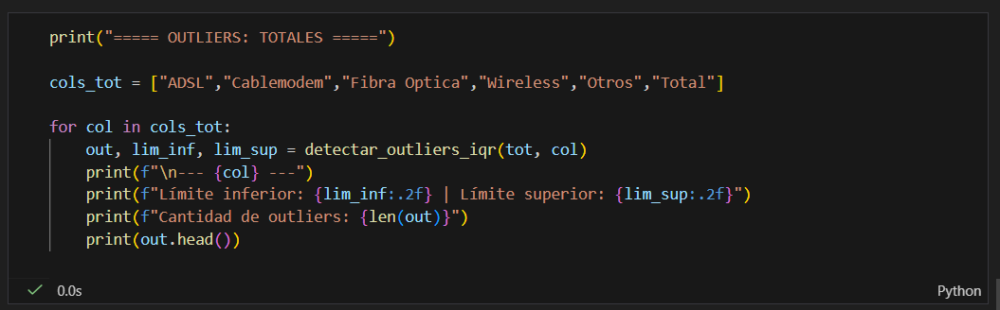 print("===== OUTLIERS: TOTALES =====")
cols_tot = ["ADSL","Cablemodem","Fibra Optica","Wireless","Otros","Total"]
for col in cols_tot:
    out, lim_inf, lim_sup = detectar_outliers_iqr(tot, col)
    print(f"\n--- {col} ---")
    print(f"Límite inferior: {lim_inf:.2f} | Límite superior: {lim_sup:.2f}")
    print(f"Cantidad de outliers: {len(out)}")
    print(out.head())
0.0s
Python